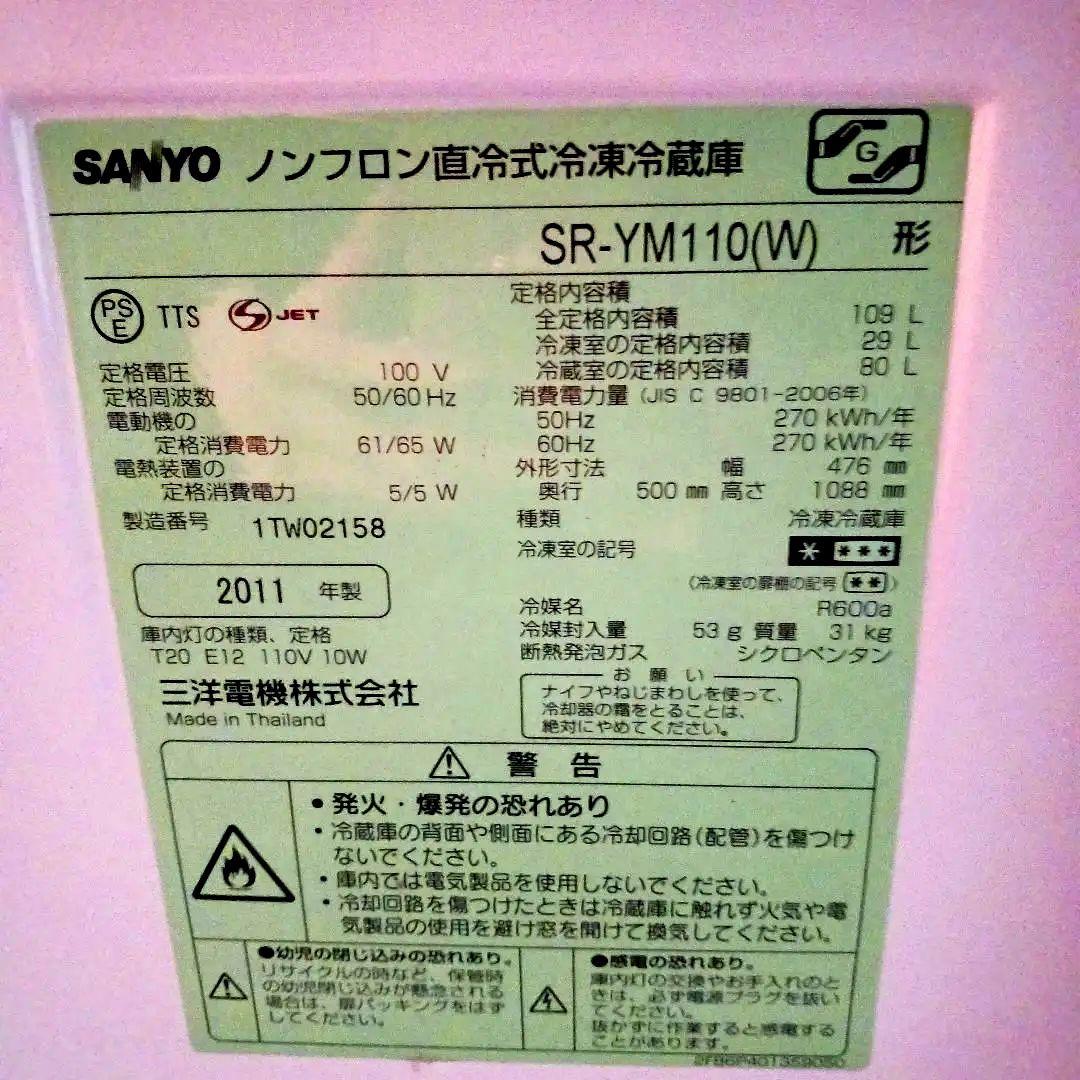 SANYO ノンフロン直冷式冷凍冷蔵庫
G
SR-YM110(W) 形
PSE TTS S JET
定格電圧 100 V
定格周波数 50/60 Hz
電動機の
定格消費電力 61/65 W
電熱装置の
定格消費電力 5/5 W
製造番号 1TW02158
2011 年製
庫内灯の種類、定格
T20 E12 110V 10W
三洋電機株式会社
Made in Thailand
定格内容積
全定格内容積 109 L
冷凍室の定格内容積 29 L
冷蔵室の定格内容積 80 L
消費電力量 (JIS C 9801-2006年)
50Hz 270 kWh/年
60Hz 270 kWh/年
外形寸法 幅 476 mm
奥行 500 mm 高さ 1088 mm
種類 冷凍冷蔵庫
冷凍室の記号 * ***
(冷凍室の扉棚の記号 **)
冷媒名 R600a
冷媒封入量 53 g 質量 31 kg
断熱発泡ガス シクロペンタン
お願い
ナイフやねじまわしを使って、
冷却器の霜をとることは、
絶対にやめてください。
警告
●発火・爆発の恐れあり
・冷蔵庫の背面や側面にある冷却回路(配管)を傷つけ
ないでください。
・庫内では電気製品を使用しないでください。
・冷却回路を傷つけたときは冷蔵庫に触れず火気や電
気製品の使用を避け窓を開けて換気してください。
●幼児の閉じ込みの恐れあり。
リサイクルの時など、保管時
の幼児閉じ込みが懸念される
場合は、扉パッキングをはず
してください。
●感電の恐れあり。
庫内灯の交換やお手入れのと
きは、必ず電源プラグを抜い
てください。
抜かずに作業すると感電する
ことがあります。